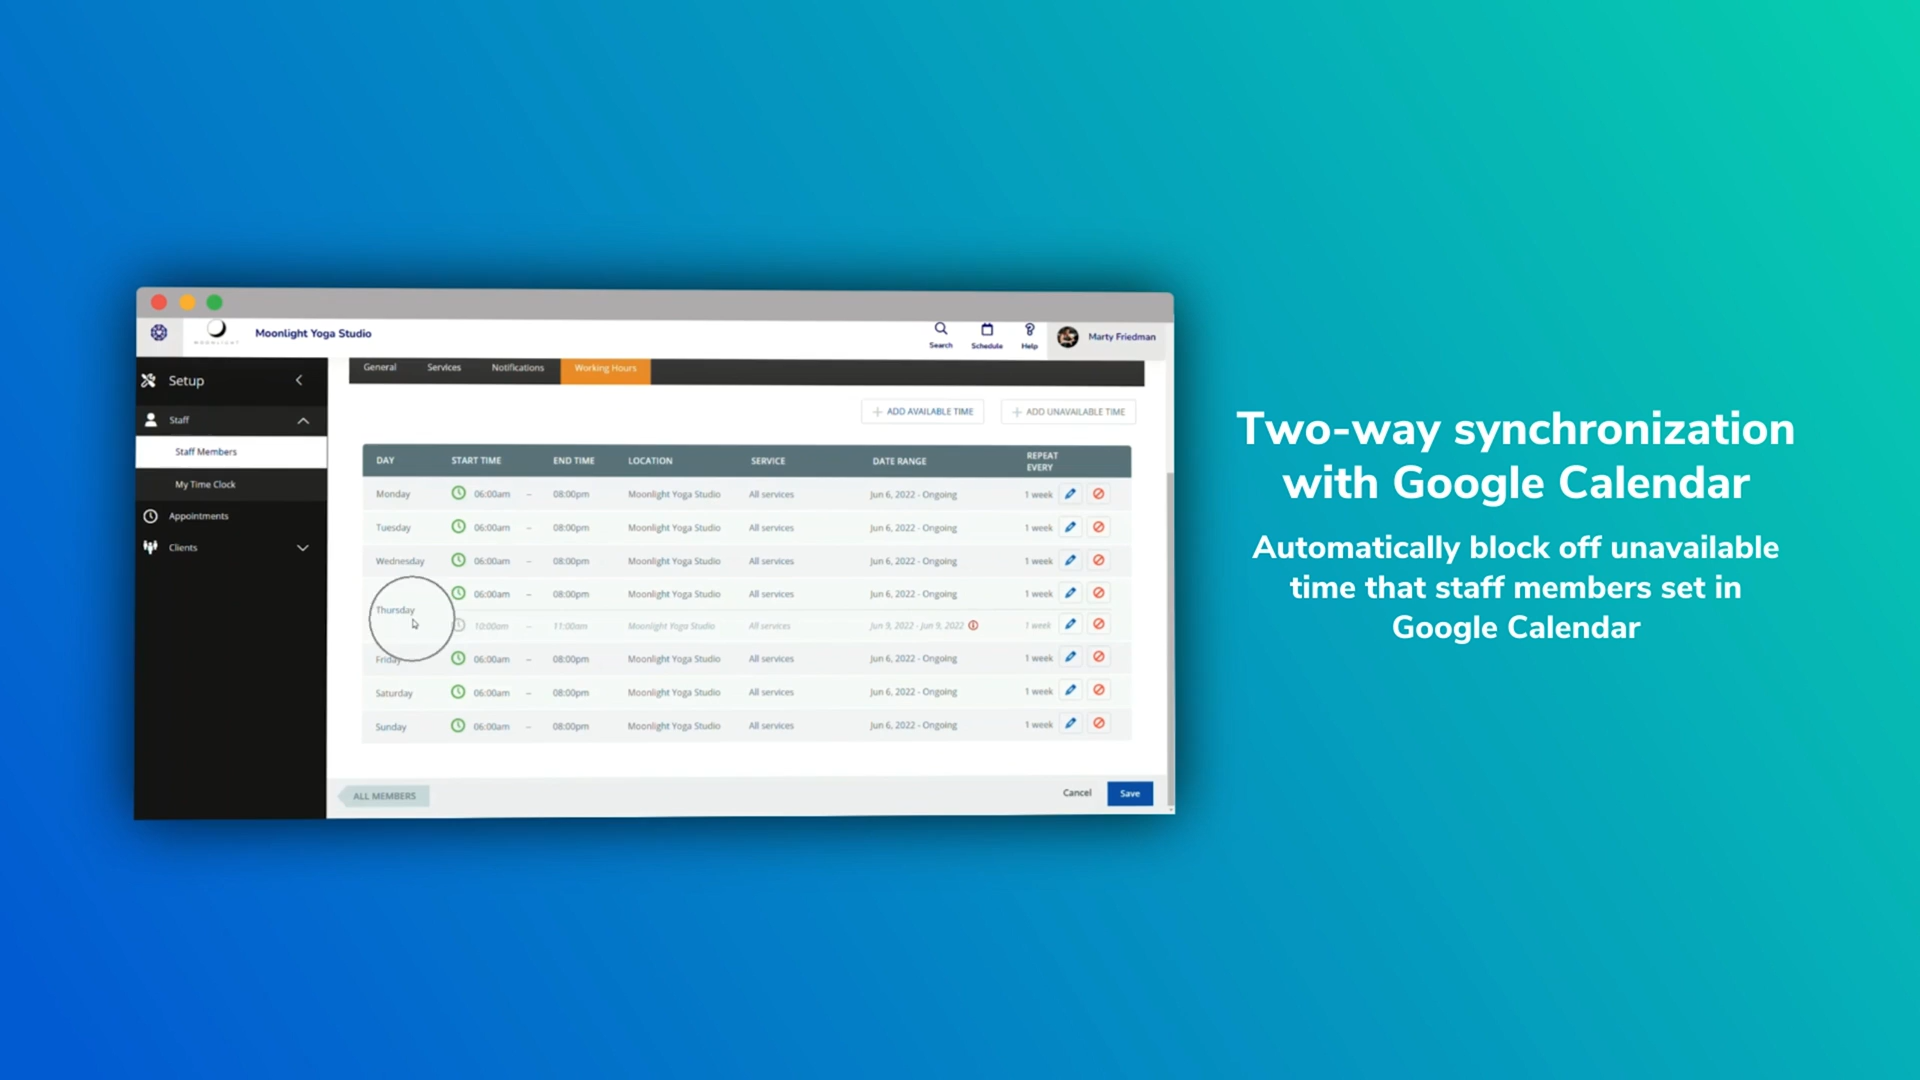 Moonlight Yoga Studio
MOONLIGHT
Search
Schedule
Help
Marty Friedman
Setup
Staff
Staff Members
My Time Clock
Appointments
Clients
General Services Notifications Working Hours
ADD AVAILABLE TIME
ADD UNAVAILABLE TIME
DAY START TIME END TIME LOCATION SERVICE DATE RANGE REPEAT EVERY
Monday 06:00am – 08:00pm Moonlight Yoga Studio All services Jun 6, 2022 - Ongoing 1 week
Tuesday 06:00am – 08:00pm Moonlight Yoga Studio All services Jun 6, 2022 - Ongoing 1 week
Wednesday 06:00am – 08:00pm Moonlight Yoga Studio All services Jun 6, 2022 - Ongoing 1 week
Thursday 06:00am – 08:00pm Moonlight Yoga Studio All services Jun 6, 2022 - Ongoing 1 week
10:00am – 11:00am Moonlight Yoga Studio All services Jun 9, 2022 - Jun 9, 2022 1 week
Friday 06:00am – 08:00pm Moonlight Yoga Studio All services Jun 6, 2022 - Ongoing 1 week
Saturday 06:00am – 08:00pm Moonlight Yoga Studio All services Jun 6, 2022 - Ongoing 1 week
Sunday 06:00am – 08:00pm Moonlight Yoga Studio All services Jun 6, 2022 - Ongoing 1 week
ALL MEMBERS
Cancel
Save
Two-way synchronization
with Google Calendar
Automatically block off unavailable
time that staff members set in
Google Calendar